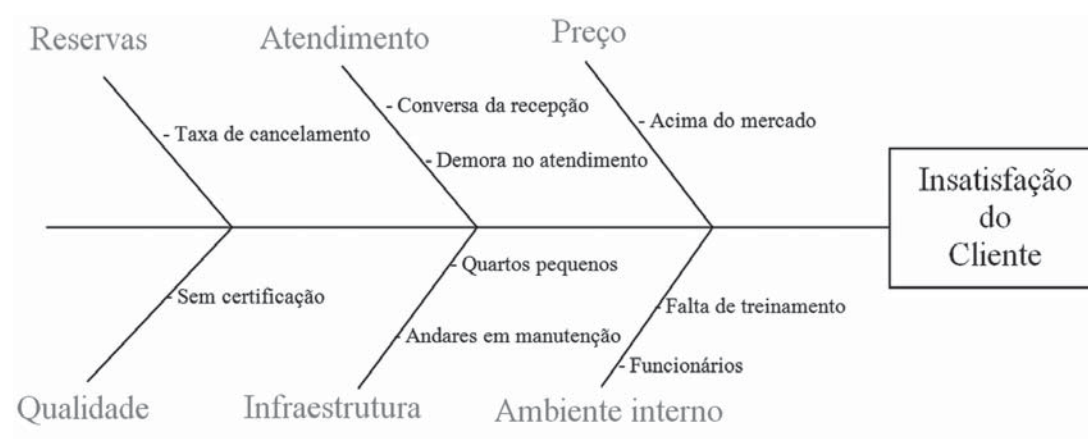 Reservas
Atendimento
Preço
- Taxa de cancelamento
- Conversa da recepção
- Demora no atendimento
- Acima do mercado
Insatisfação
do
Cliente
- Sem certificação
- Quartos pequenos
- Andares em manutenção
- Falta de treinamento
- Funcionários
Qualidade
Infraestrutura
Ambiente interno